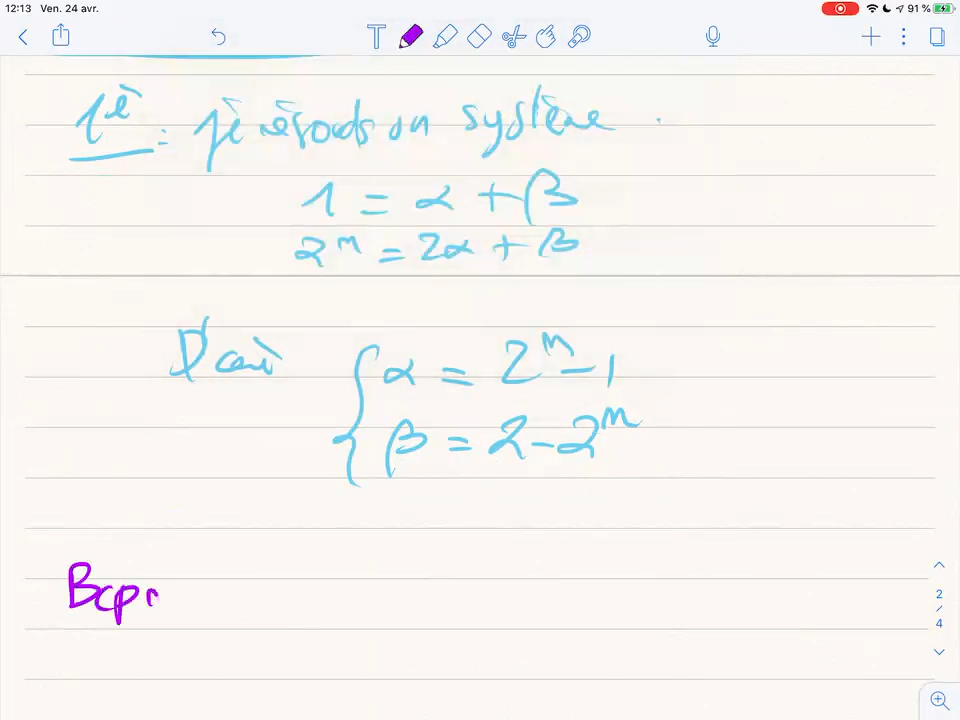 12:13 Ven. 24 avr.
91 %
1è : je résouds un système.
1 = α + β
2ⁿ = 2α + β
D'où { α = 2ⁿ - 1
β = 2 - 2ⁿ
2
/
4